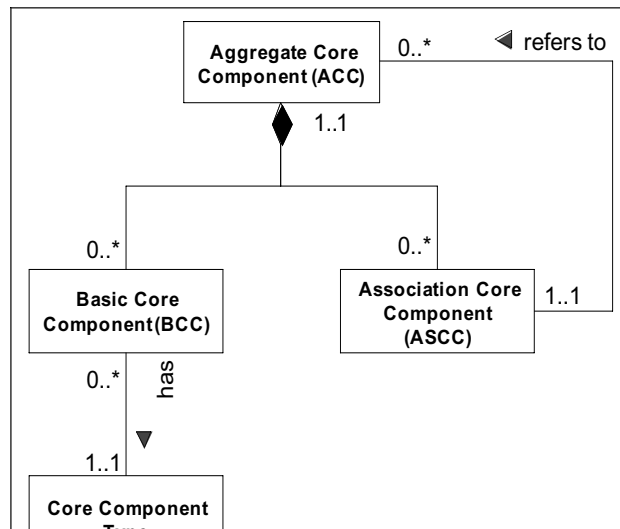 Aggregate Core
Component (ACC)
0..*
refers to
1..1
0..*
0..*
Basic Core
Component (BCC)
Association Core
Component
(ASCC)
1..1
0..*
has
1..1
Core Component
Type